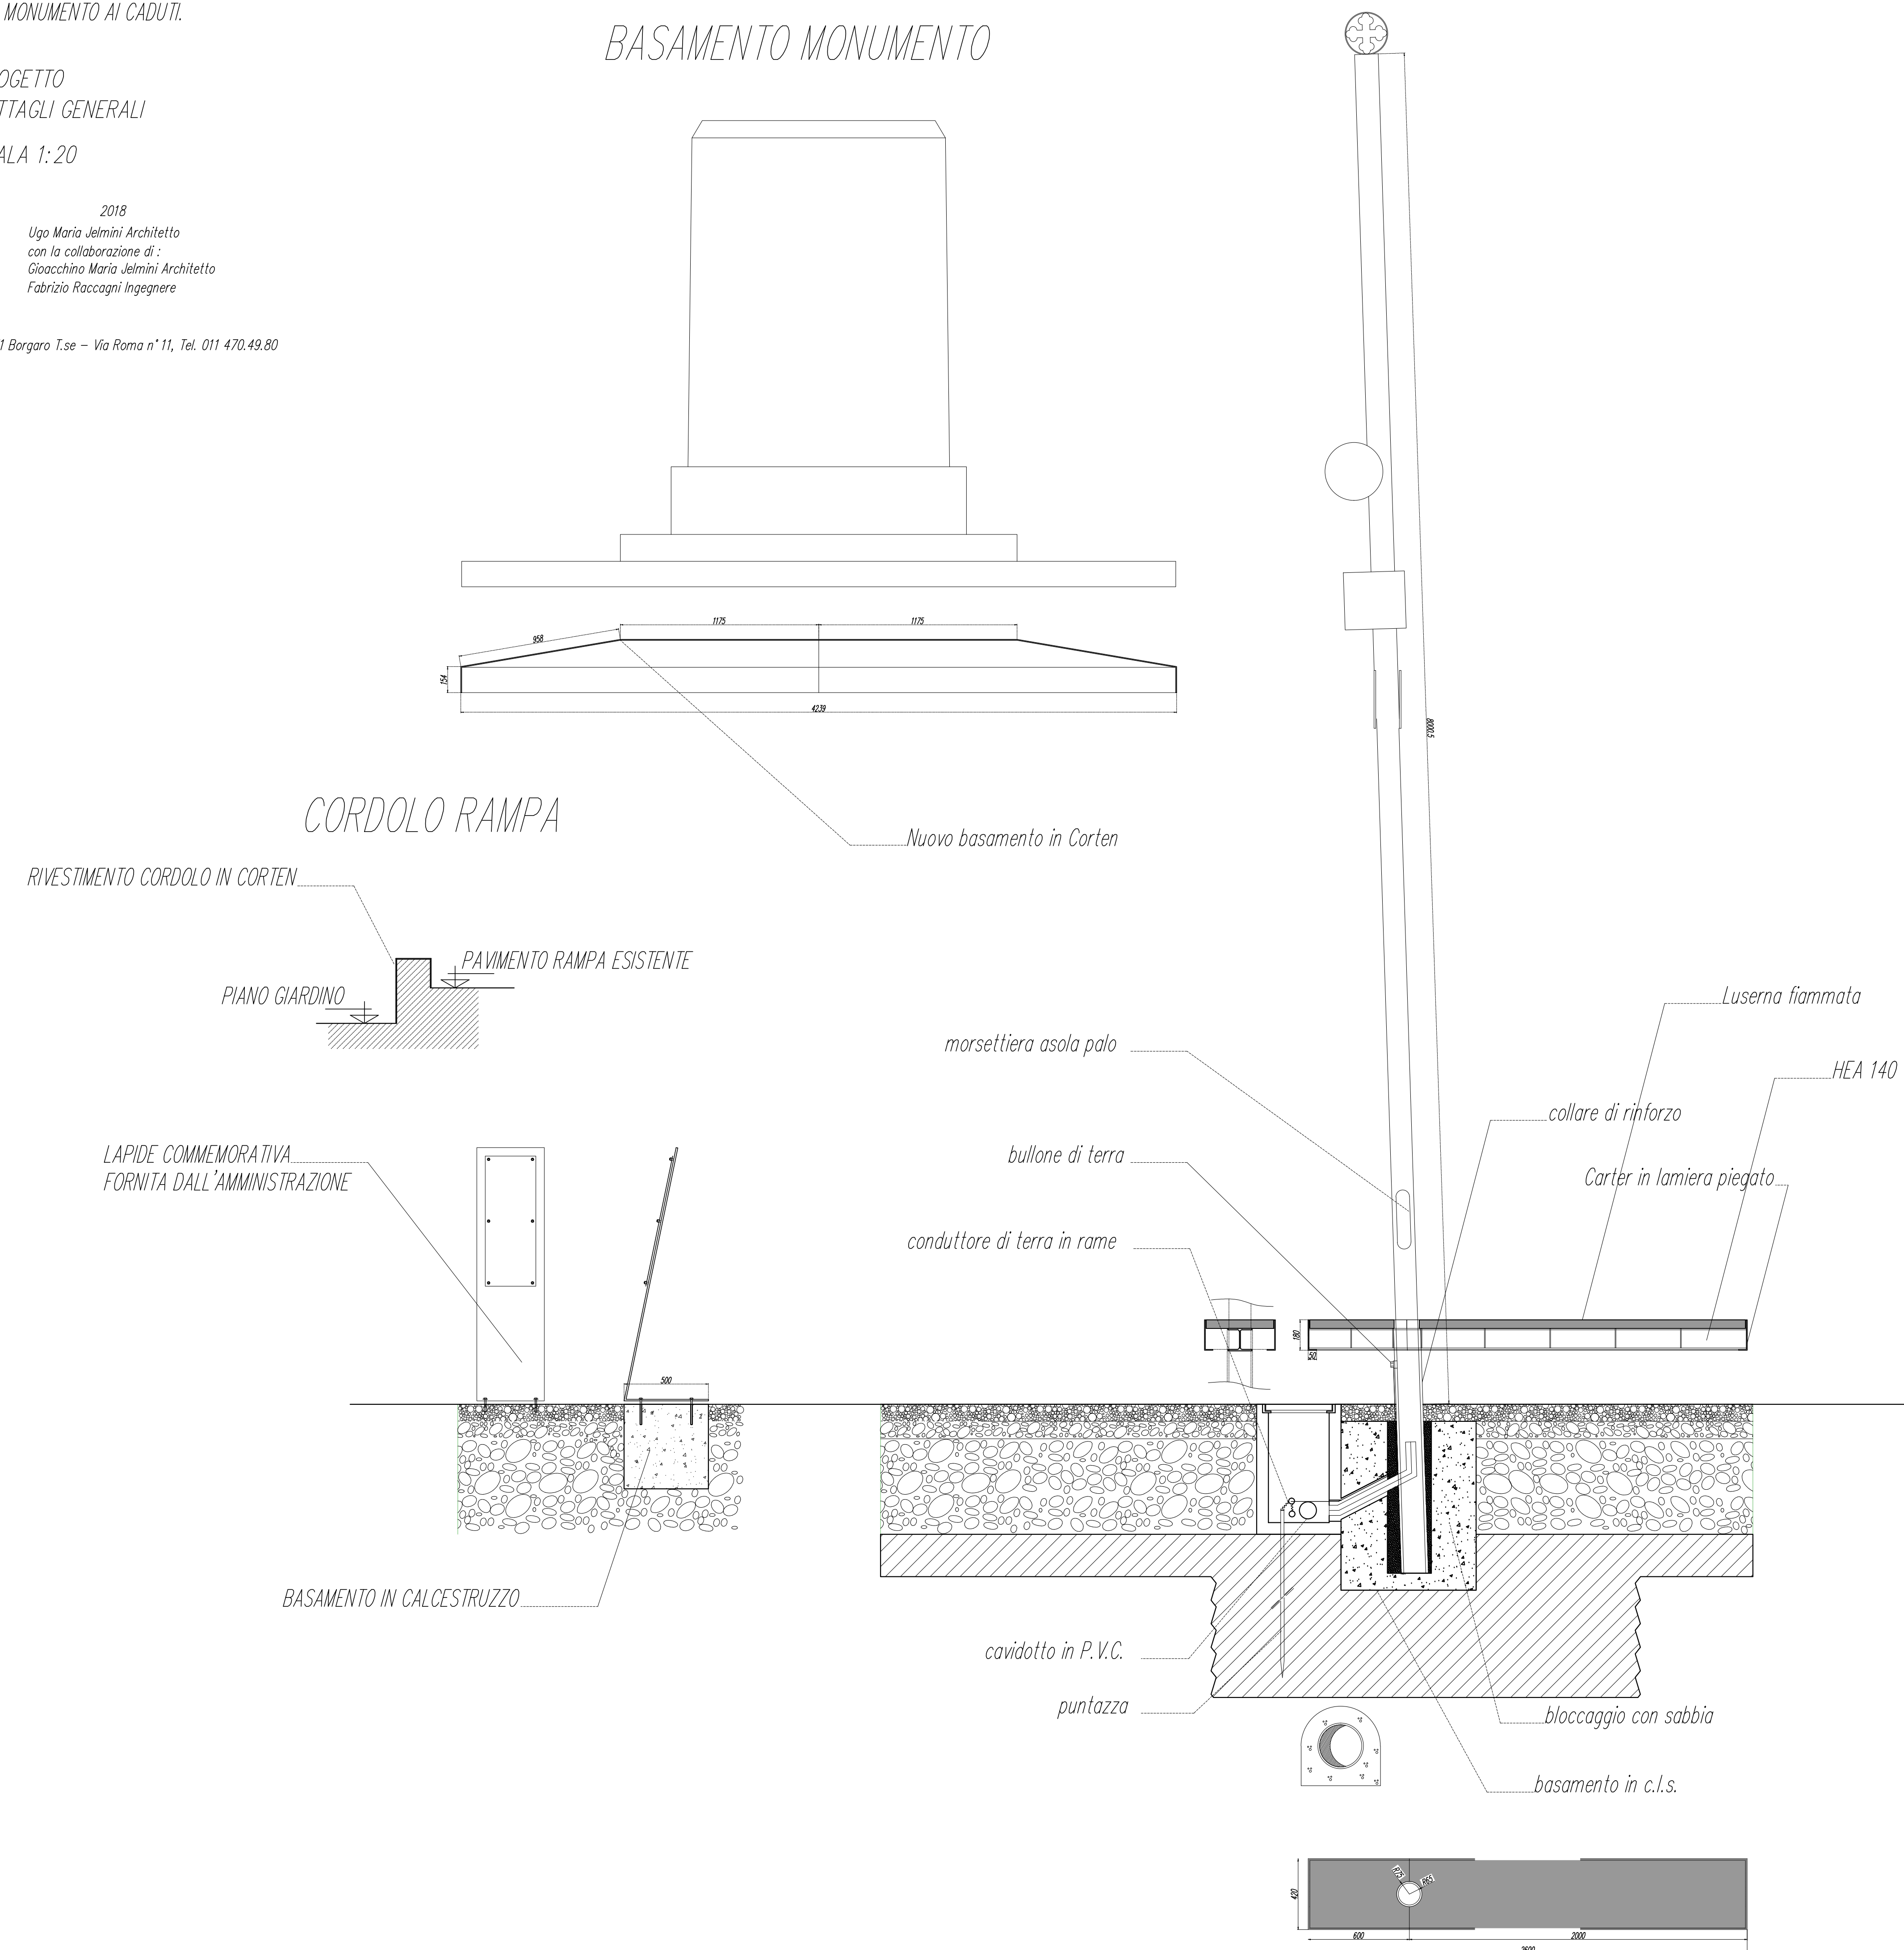 MONUMENTO AI CADUTI.
OGETTO
TTAGLI GENERALI
ALA 1:20
2018
Ugo Maria Jelmini Architetto
con la collaborazione di :
Gioacchino Maria Jelmini Architetto
Fabrizio Raccagni Ingegnere
1 Borgaro T.se - Via Roma n° 11, Tel. 011 470.49.80
BASAMENTO MONUMENTO
958
1175
1175
154
4239
8000.5
Nuovo basamento in Corten
CORDOLO RAMPA
RIVESTIMENTO CORDOLO IN CORTEN
PAVIMENTO RAMPA ESISTENTE
PIANO GIARDINO
LAPIDE COMMEMORATIVA
FORNITA DALL'AMMINISTRAZIONE
500
BASAMENTO IN CALCESTRUZZO
morsettiera asola palo
bullone di terra
conduttore di terra in rame
Luserna fiammata
HEA 140
collare di rinforzo
Carter in lamiera piegato
180
50
cavidotto in P.V.C.
puntazza
bloccaggio con sabbia
basamento in c.l.s.
420
R75
R65
600
2000
2600